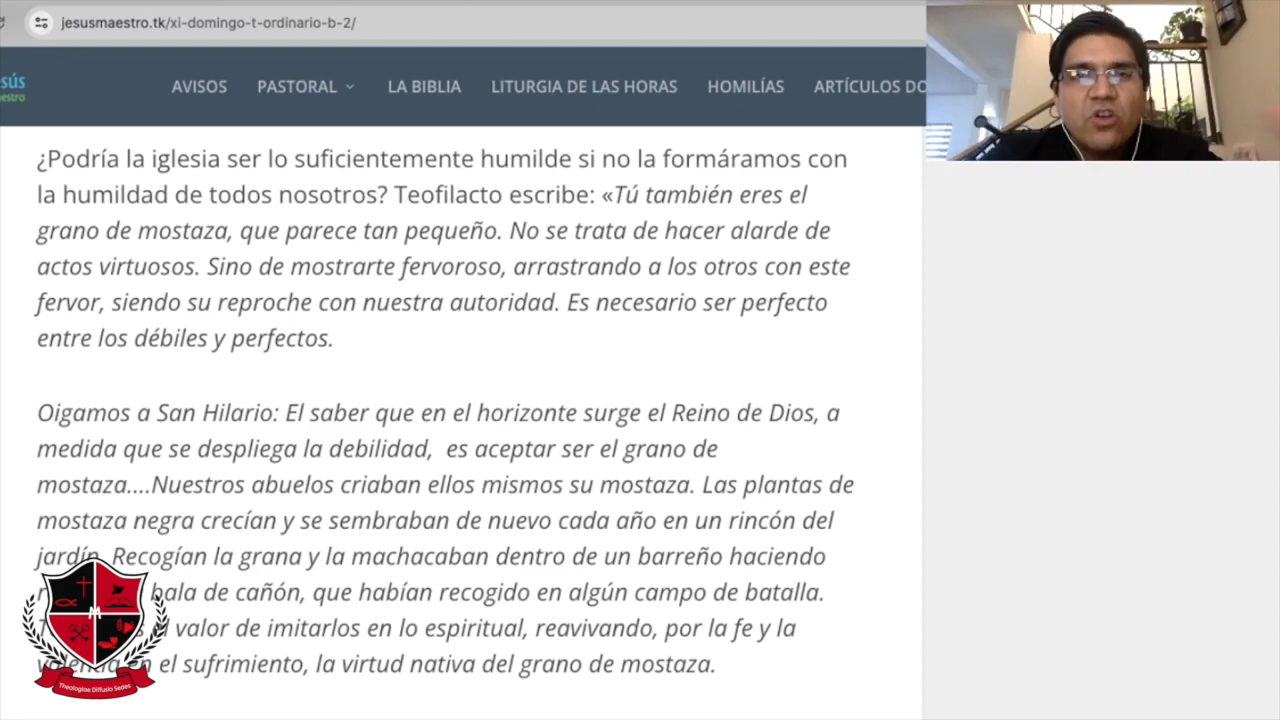 jesusmaestro.tk/xi-domingo-t-ordinario-b-2/
esús
aestro
AVISOS PASTORAL LA BIBLIA LITURGIA DE LAS HORAS HOMILÍAS ARTÍCULOS DO
¿Podría la iglesia ser lo suficientemente humilde si no la formáramos con
la humildad de todos nosotros? Teofilacto escribe: «Tú también eres el
grano de mostaza, que parece tan pequeño. No se trata de hacer alarde de
actos virtuosos. Sino de mostrarte fervoroso, arrastrando a los otros con este
fervor, siendo su reproche con nuestra autoridad. Es necesario ser perfecto
entre los débiles y perfectos.
Oigamos a San Hilario: El saber que en el horizonte surge el Reino de Dios, a
medida que se despliega la debilidad, es aceptar ser el grano de
mostaza....Nuestros abuelos criaban ellos mismos su mostaza. Las plantas de
mostaza negra crecían y se sembraban de nuevo cada año en un rincón del
jardín. Recogían la grana y la machacaban dentro de un barreño haciendo
bala de cañón, que habían recogido en algún campo de batalla.
valor de imitarlos en lo espiritual, reavivando, por la fe y la
valentía en el sufrimiento, la virtud nativa del grano de mostaza.
M
Theologiae Diffusio Sedes